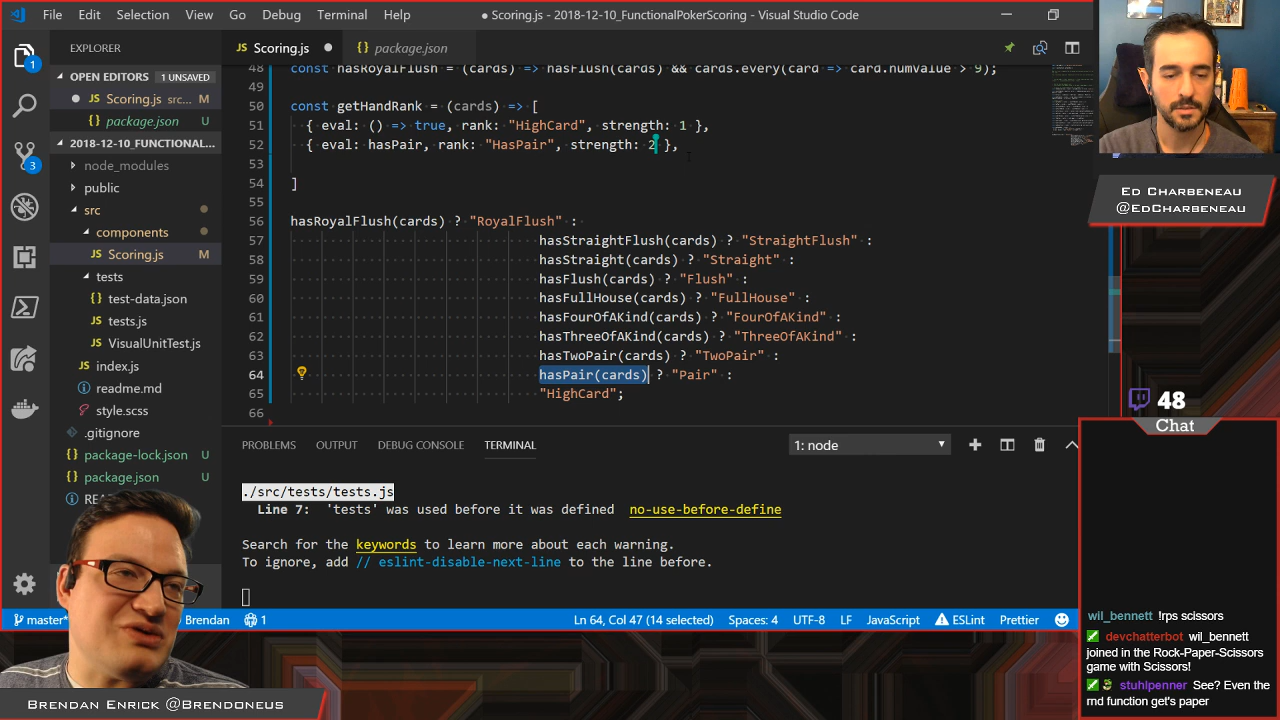 File Edit Selection View Go Debug Terminal Help
● Scoring.js - 2018-12-10_FunctionalPokerScoring - Visual Studio Code
EXPLORER
OPEN EDITORS 1 UNSAVED
JS Scoring.js src... M
{} package.json U
2018-12-10_FUNCTIONAL...
node_modules
public
src
components
JS Scoring.js M
tests
{} test-data.json
JS tests.js
JS VisualUnitTest.js
JS index.js
readme.md
style.scss
.gitignore
package-lock.json U
package.json U
1
3
JS Scoring.js ●
{} package.json
48 const hasRoyalFlush = (cards) => hasFlush(cards) && cards.every(card => card.numValue > 9);
49
50 const getHandRank = (cards) => [
51 { eval: () => true, rank: "HighCard", strength: 1 },
52 { eval: hasPair, rank: "HasPair", strength: 2 },
53
54 ]
55
56 hasRoyalFlush(cards) ? "RoyalFlush" :
57 hasStraightFlush(cards) ? "StraightFlush" :
58 hasStraight(cards) ? "Straight" :
59 hasFlush(cards) ? "Flush" :
60 hasFullHouse(cards) ? "FullHouse" :
61 hasFourOfAKind(cards) ? "FourOfAKind" :
62 hasThreeOfAKind(cards) ? "ThreeOfAKind" :
63 hasTwoPair(cards) ? "TwoPair" :
64 hasPair(cards) ? "Pair" :
65 "HighCard";
66
PROBLEMS OUTPUT DEBUG CONSOLE TERMINAL
1: node
./src/tests/tests.js
Line 7: 'tests' was used before it was defined no-use-before-define
Search for the keywords to learn more about each warning.
To ignore, add // eslint-disable-next-line to the line before.
master* Brendan 1 Ln 64, Col 47 (14 selected) Spaces: 4 UTF-8 LF JavaScript ESLint Prettier
Ed Charbeneau
@EdCharbeneau
48
Chat
wil_bennett !rps scissors
devchatterbot wil_bennett
joined in the Rock-Paper-Scissors
game with Scissors!
stuhlpenner See? Even the
rnd function get's paper
Brendan Enrick @Brendoneus